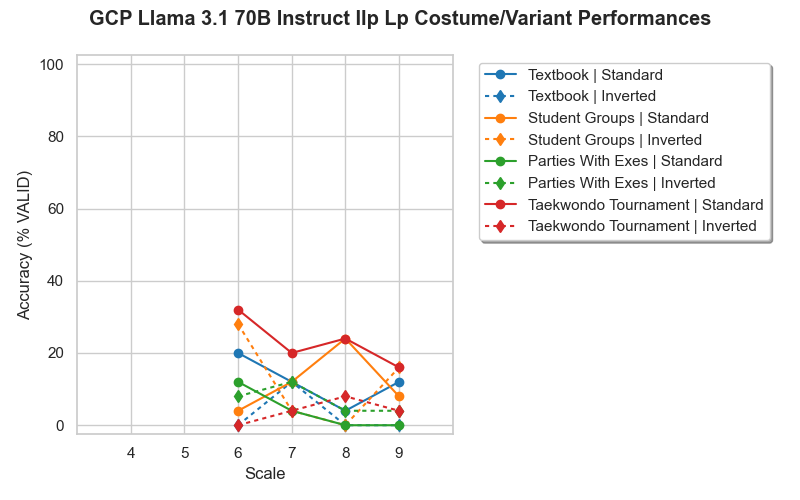 GCP Llama 3.1 70B Instruct Ilp Lp Costume/Variant Performances
Accuracy (% VALID)
100
80
60
40
20
0
4 5 6 7 8 9
Scale
Textbook | Standard
Textbook | Inverted
Student Groups | Standard
Student Groups | Inverted
Parties With Exes | Standard
Parties With Exes | Inverted
Taekwondo Tournament | Standard
Taekwondo Tournament | Inverted